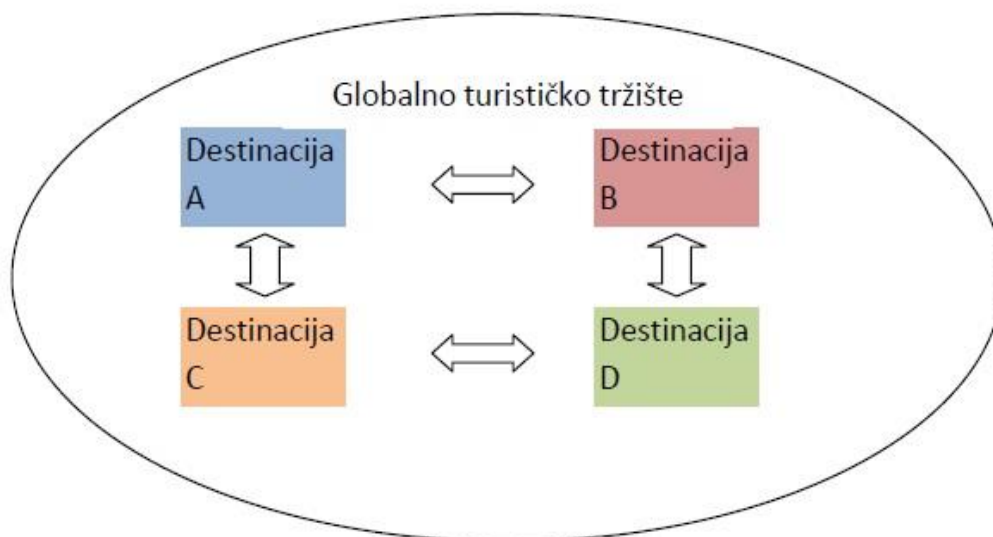 Globalno turističko tržište
Destinacija
A
Destinacija
B
Destinacija
C
Destinacija
D